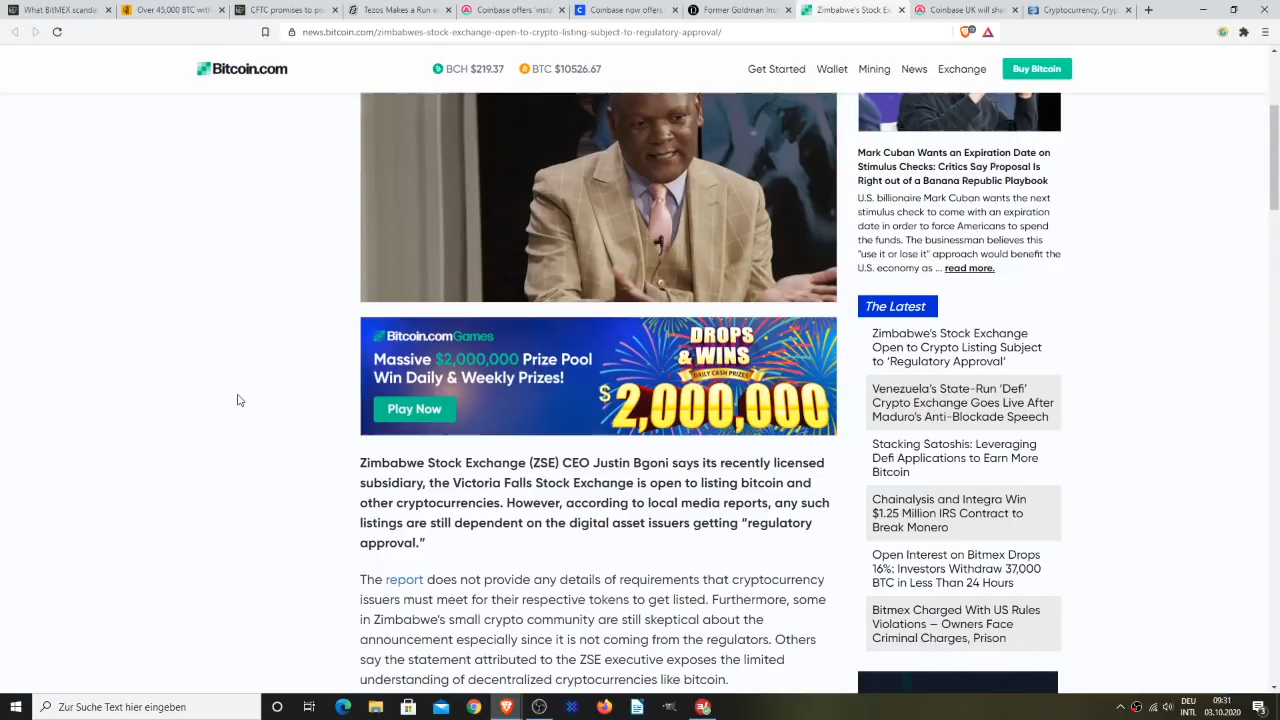 What BitMEX Insta
Over 45,000 BTC with
CFTC promises to pr
Tezos Makes a Run a
Coinbase offers inst
Coinbase now offers
Former Goldman Ins
Zimbabwe's Stock Ex
Coinbase UK will sha
Cryptocurrency, Cryp
news.bitcoin.com/zimbabwes-stock-exchange-open-to-crypto-listing-subject-to-regulatory-approval/
Bitcoin.com
BCH $219.37
BTC $10526.67
Get Started
Wallet
Mining
News
Exchange
Buy Bitcoin
Bitcoin.comGames
Massive $2,000,000 Prize Pool
Win Daily & Weekly Prizes!
Play Now
DROPS
& WINS
DAILY CASH PRIZES
$2,000,000
Zimbabwe Stock Exchange (ZSE) CEO Justin Bgoni says its recently licensed
subsidiary, the Victoria Falls Stock Exchange is open to listing bitcoin and
other cryptocurrencies. However, according to local media reports, any such
listings are still dependent on the digital asset issuers getting “regulatory
approval.”
The report does not provide any details of requirements that cryptocurrency
issuers must meet for their respective tokens to get listed. Furthermore, some
in Zimbabwe’s small crypto community are still skeptical about the
announcement especially since it is not coming from the regulators. Others
say the statement attributed to the ZSE executive exposes the limited
understanding of decentralized cryptocurrencies like bitcoin.
Mark Cuban Wants an Expiration Date on
Stimulus Checks: Critics Say Proposal Is
Right out of a Banana Republic Playbook
U.S. billionaire Mark Cuban wants the next
stimulus check to come with an expiration
date in order to force Americans to spend
the funds. The businessman believes this
"use it or lose it" approach would benefit the
U.S. economy as ... read more.
The Latest
Zimbabwe’s Stock Exchange
Open to Crypto Listing Subject
to ‘Regulatory Approval’
Venezuela’s State-Run ‘Defi’
Crypto Exchange Goes Live After
Maduro’s Anti-Blockade Speech
Stacking Satoshis: Leveraging
Defi Applications to Earn More
Bitcoin
Chainalysis and Integra Win
$1.25 Million IRS Contract to
Break Monero
Open Interest on Bitmex Drops
16%: Investors Withdraw 37,000
BTC in Less Than 24 Hours
Bitmex Charged With US Rules
Violations — Owners Face
Criminal Charges, Prison
Zur Suche Text hier eingeben
DEU
INTL
09:31
03.10.2020